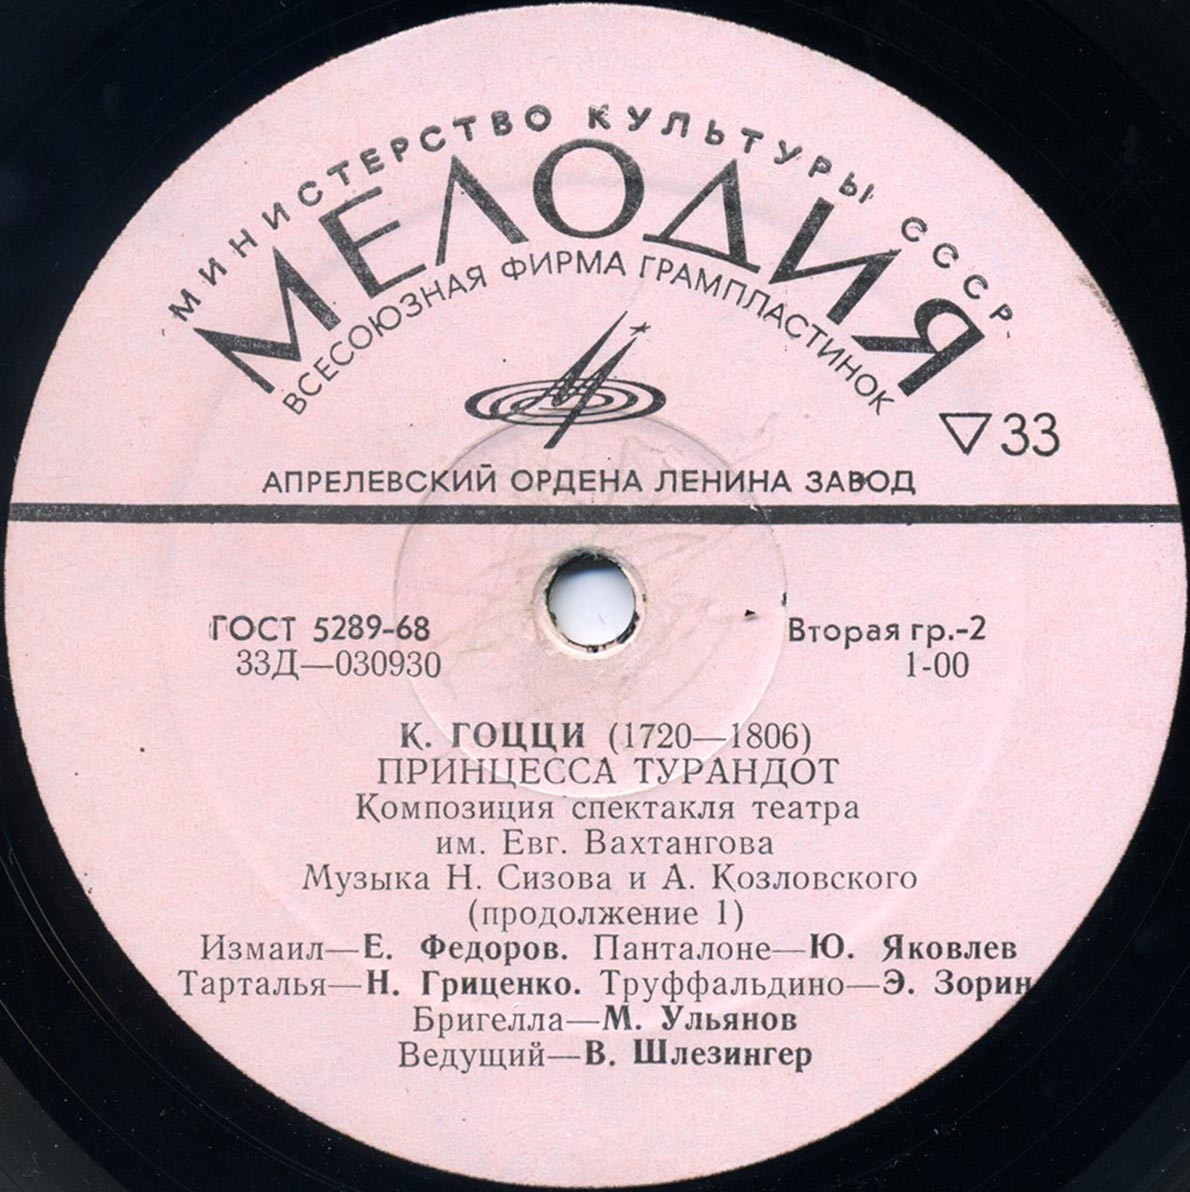 МИНИСТЕРСТВО КУЛЬТУРЫ СССР
МЕЛОДИЯ
ВСЕСОЮЗНАЯ ФИРМА ГРАМПЛАСТИНОК
▽33
АПРЕЛЕВСКИЙ ОРДЕНА ЛЕНИНА ЗАВОД
ГОСТ 5289-68
Вторая гр.-2
33Д—030930
1-00
К. ГОЦЦИ (1720—1806)
ПРИНЦЕССА ТУРАНДОТ
Композиция спектакля театра
им. Евг. Вахтангова
Музыка Н. Сизова и А. Козловского
(продолжение 1)
Измаил—Е. Федоров. Панталоне—Ю. Яковлев
Тарталья—Н. Гриценко. Труффальдино—Э. Зорин
Бригелла—М. Ульянов
Ведущий—В. Шлезингер